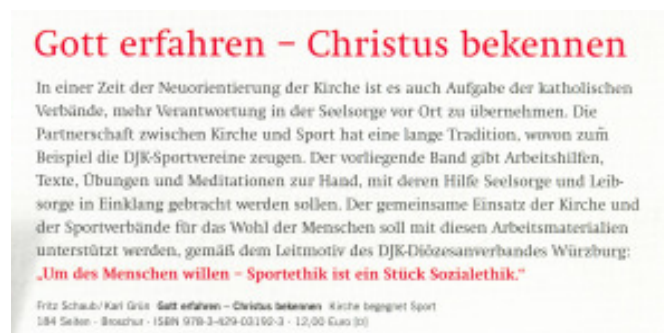 Gott erfahren – Christus bekennen
In einer Zeit der Neuorientierung der Kirche ist es auch Aufgabe der katholischen
Verbände, mehr Verantwortung in der Seelsorge vor Ort zu übernehmen. Die
Partnerschaft zwischen Kirche und Sport hat eine lange Tradition, wovon zum
Beispiel die DJK-Sportvereine zeugen. Der vorliegende Band gibt Arbeitshilfen,
Texte, Übungen und Meditationen zur Hand, mit deren Hilfe Seelsorge und Leib-
sorge in Einklang gebracht werden sollen. Der gemeinsame Einsatz der Kirche und
der Sportverbände für das Wohl der Menschen soll mit diesen Arbeitsmaterialien
unterstützt werden, gemäß dem Leitmotiv des DJK-Diözesanverbandes Würzburg:
„Um des Menschen willen – Sportethik ist ein Stück Sozialethik.“
Fritz Schaub/Karl Grün Gott erfahren – Christus bekennen Kirche begegnet Sport
184 Seiten · Broschur · ISBN 978-3-429-03192-3 · 12,00 Euro [D]